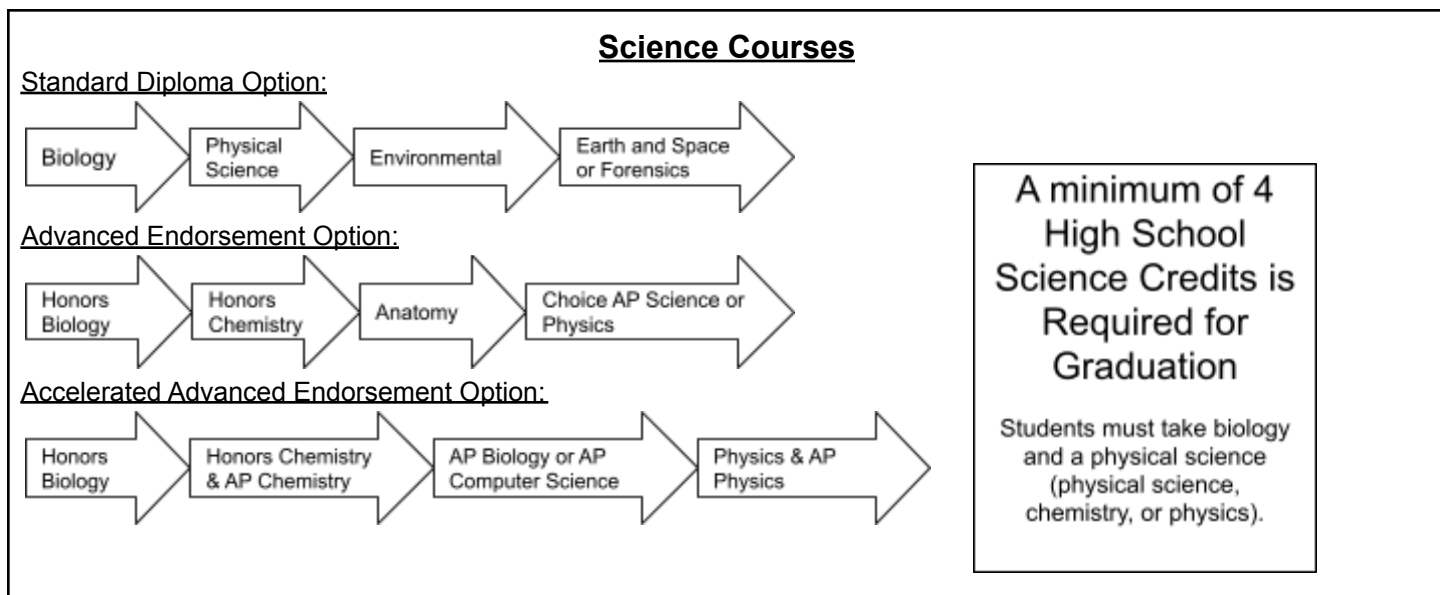 Science Courses
Standard Diploma Option:
Biology
Physical
Science
Environmental
Earth and Space
or Forensics
Advanced Endorsement Option:
Honors
Biology
Honors
Chemistry
Anatomy
Choice AP Science or
Physics
Accelerated Advanced Endorsement Option:
Honors
Biology
Honors Chemistry
& AP Chemistry
AP Biology or AP
Computer Science
Physics & AP
Physics
A minimum of 4
High School
Science Credits is
Required for
Graduation
Students must take biology
and a physical science
(physical science,
chemistry, or physics).